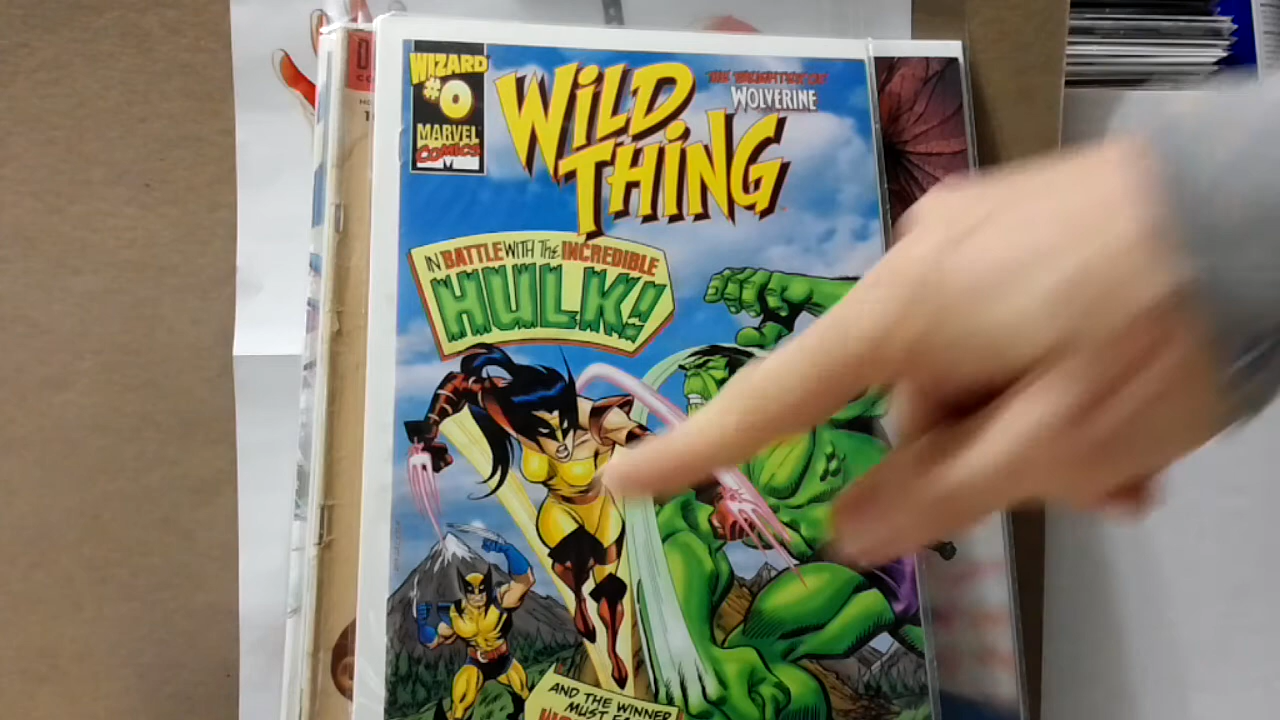 WIZARD
#0
MARVEL
COMICS
WILD
THING
THE DAUGHTER OF
WOLVERINE
IN BATTLE WITH THE INCREDIBLE
HULK!
AND THE WINNER
MUST